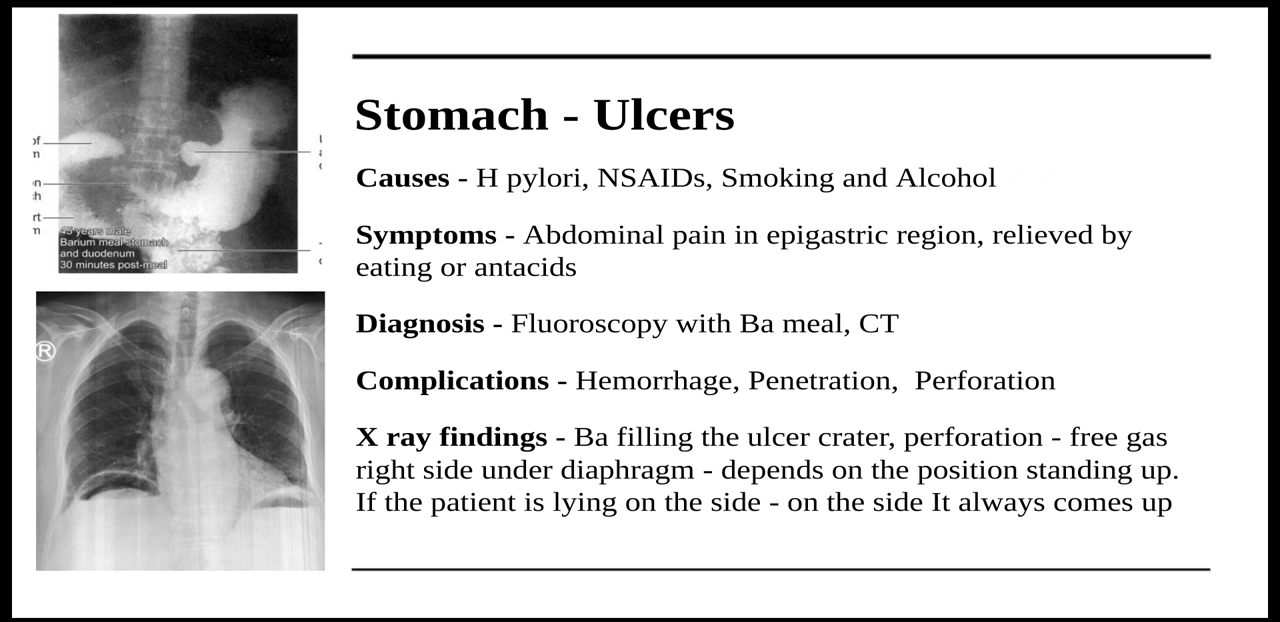 of
m
n
ch
rt
m
45 years male
Barium meal stomach
and duodenum
30 minutes post-meal
R
Stomach - Ulcers
Causes - H pylori, NSAIDs, Smoking and Alcohol
Symptoms - Abdominal pain in epigastric region, relieved by
eating or antacids
Diagnosis - Fluoroscopy with Ba meal, CT
Complications - Hemorrhage, Penetration,  Perforation
X ray findings - Ba filling the ulcer crater, perforation - free gas
right side under diaphragm - depends on the position standing up.
If the patient is lying on the side - on the side It always comes up